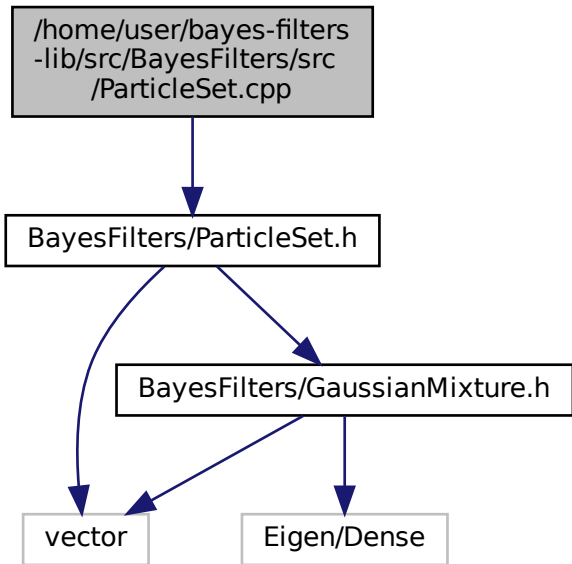 /home/user/bayes-filters
-lib/src/BayesFilters/src
/ParticleSet.cpp
BayesFilters/ParticleSet.h
BayesFilters/GaussianMixture.h
vector
Eigen/Dense